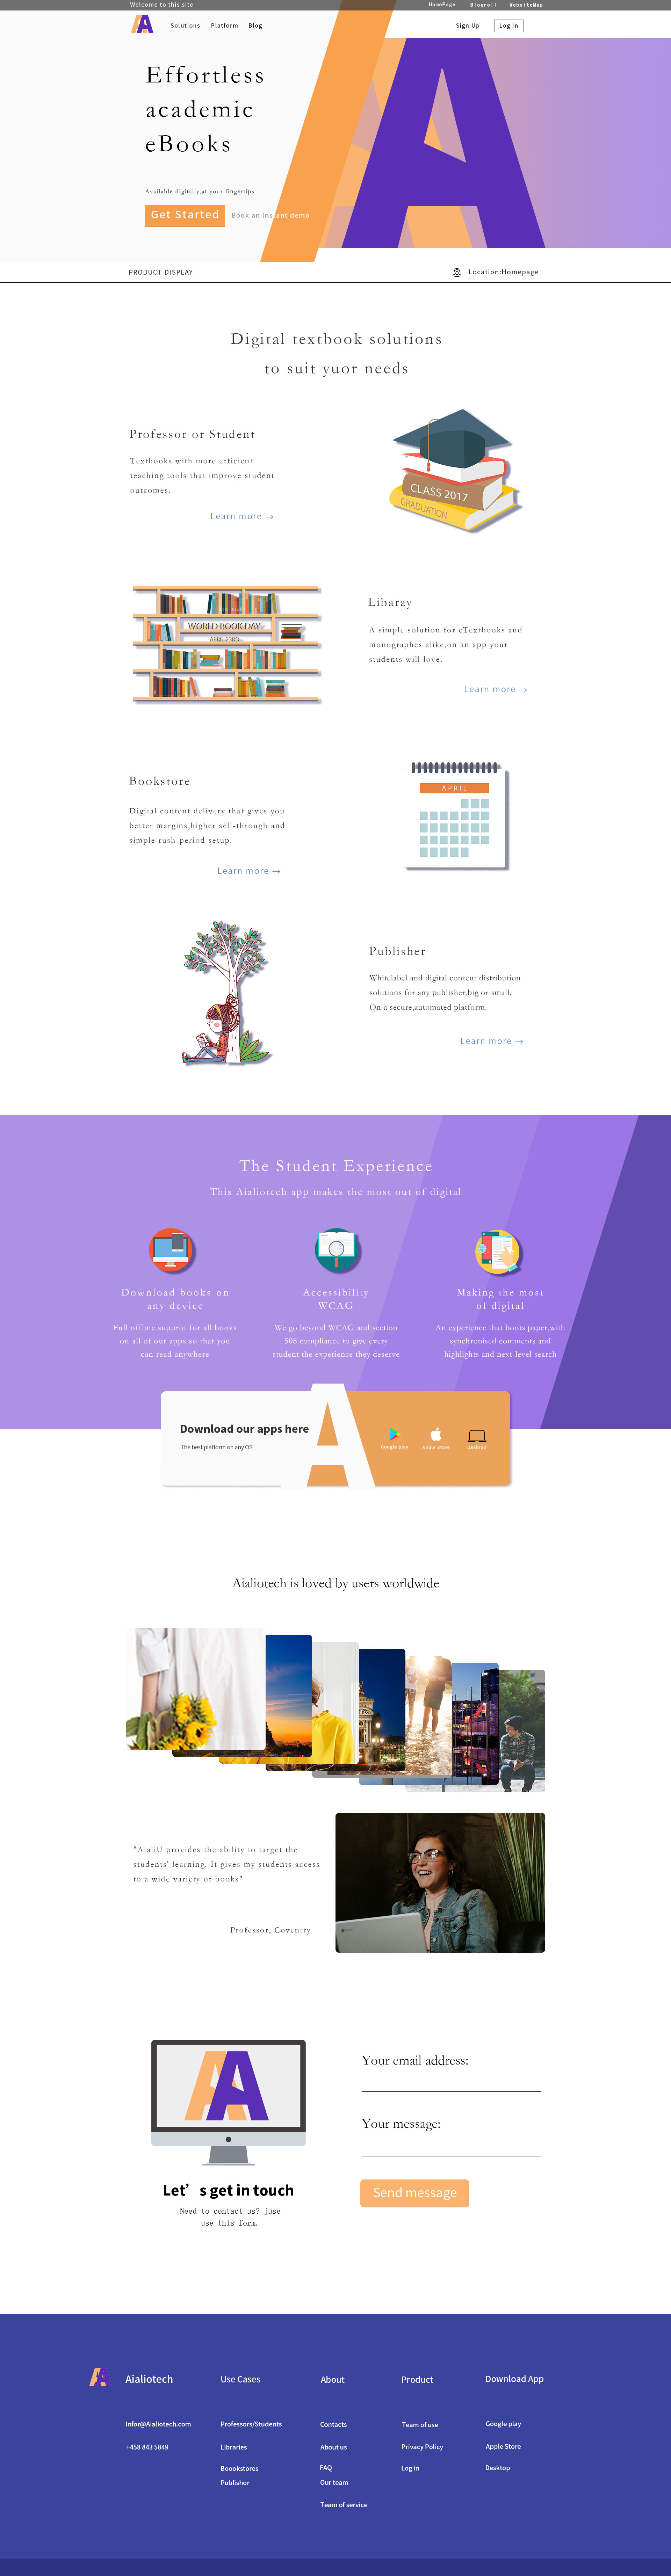 Welcome to this site
HomePage Blogroll WebsiteMap
Solutions Platform Blog
Sign Up Log In
Effortless
academic
eBooks
Available digitally,at your fingertips
Get Started Book an instant demo
PRODUCT DISPLAY
Location:Homepage
Digital textbook solutions
to suit yuor needs
Professor or Student
Textbooks with more efficient
teaching tools that improve student
outcomes.
Learn more →
CLASS 2017
GRADUATION
WORLD BOOK DAY
APRIL 23RD
Libaray
A simple solution for eTextbooks and
monographes alike,on an app your
students will love.
Learn more →
Bookstore
Digital content delivery that gives you
better margins,higher sell-through and
simple rush-period setup.
Learn more →
APRIL
Publisher
Whitelabel and digital content distribution
solutions for any publisher,big or small.
On a secure,automated platform.
Learn more →
The Student Experience
This Aialiotech app makes the most out of digital
Download books on
any device
Full offline supprot for all books
on all of our apps so that you
can read anywhere
Accessibility
WCAG
We go beyond WCAG and section
508 compliance to give every
student the experience they deserve
Making the most
of digital
An experience that boots paper,with
synchronised comments and
highlights and next-level search
Download our apps here
The best platform on any OS
Google play Apple Store Desktop
Aialiotech is loved by users worldwide
"AialiU provides the ability to target the
students' learning. It gives my students access
to a wide variety of books"
- Professor, Coventry
Let's get in touch
Need to contact us? juse
use this form.
Your email address:
Your message:
Send message
Aialiotech
Infor@Aialiotech.com
+458 843 5849
Use Cases
Professors/Students
Libraries
Boookstores
Publishor
About
Contacts
About us
FAQ
Our team
Team of service
Product
Team of use
Privacy Policy
Log in
Download App
Google play
Apple Store
Desktop